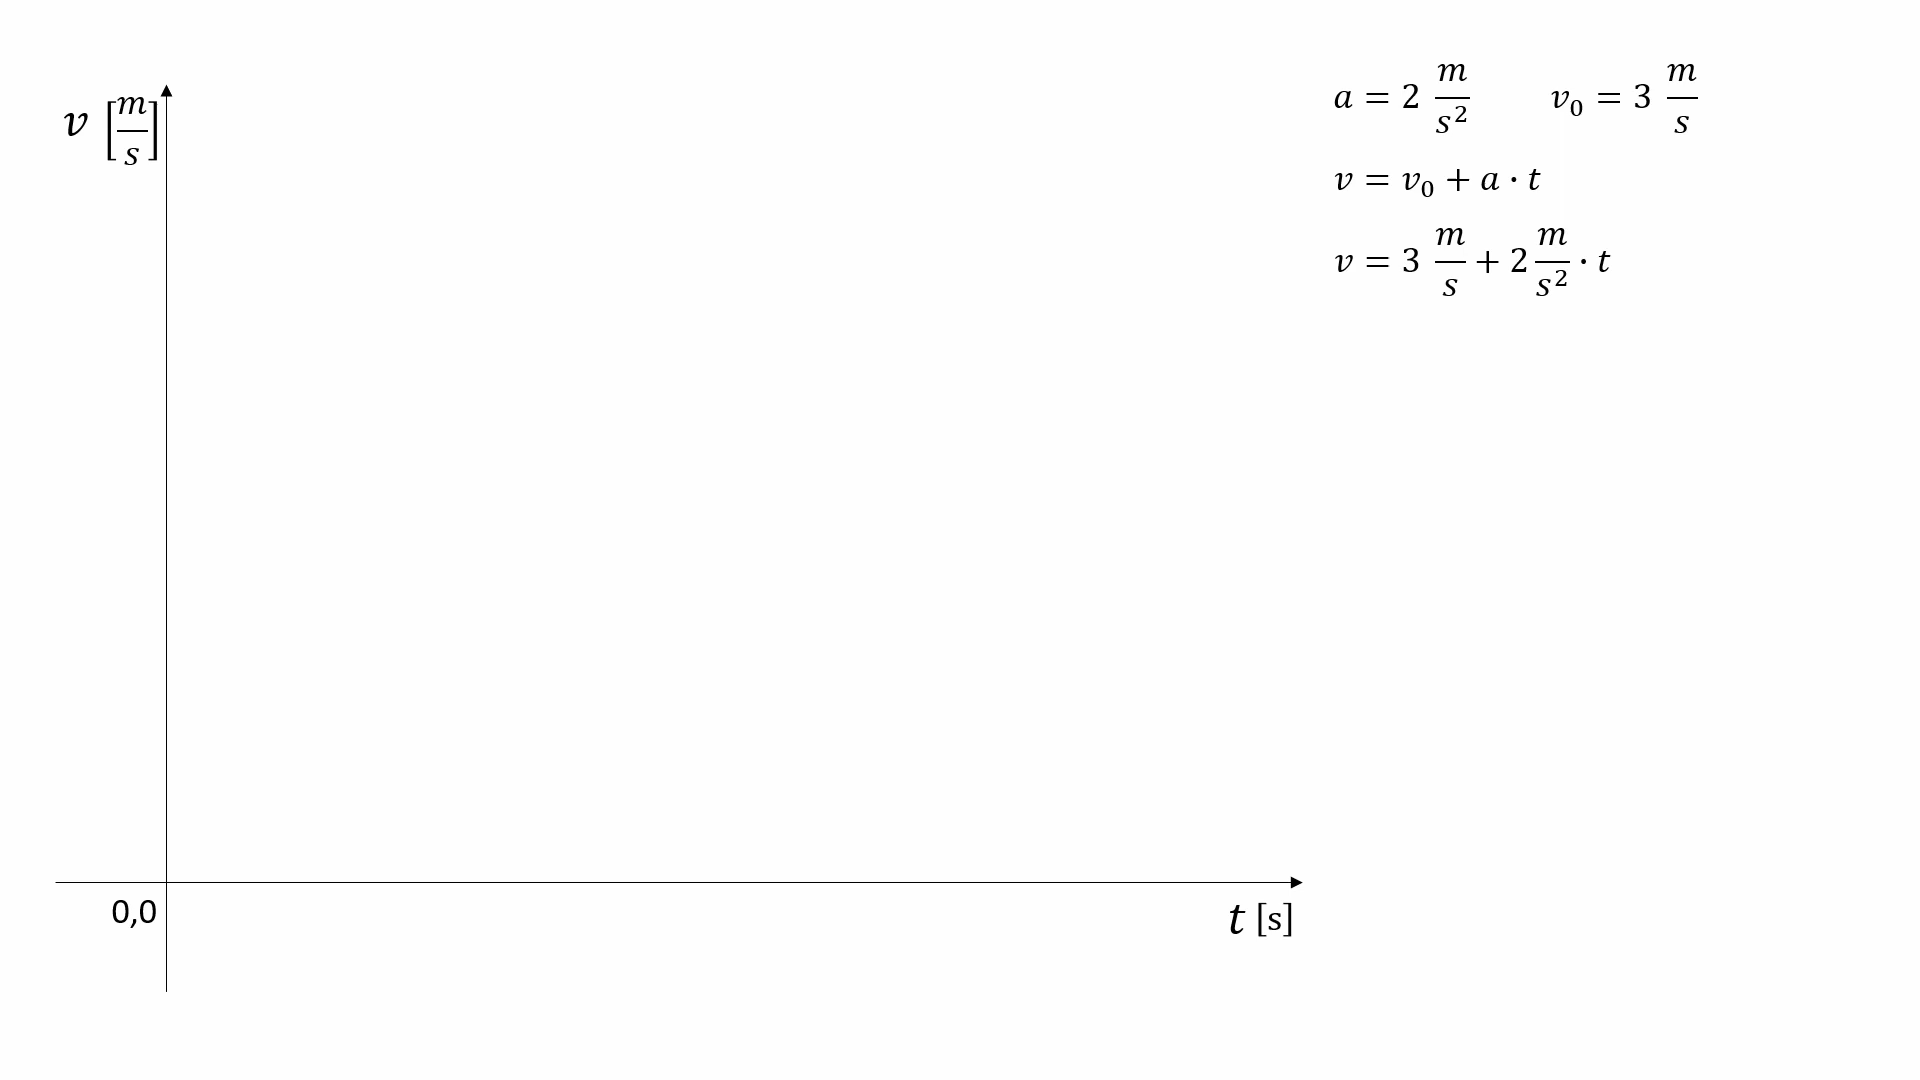 a = 2 m/s² v₀ = 3 m/s
v [m/s]
v = v₀ + a · t
v = 3 m/s + 2 m/s² · t
0,0
t [s]